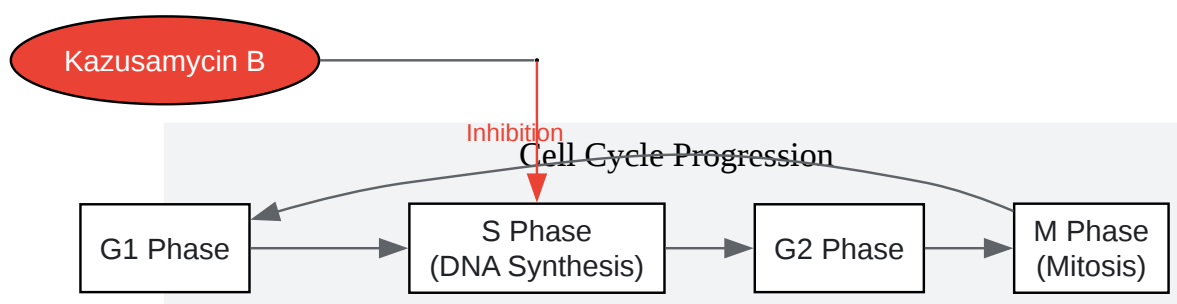 Kazusamycin B
Inhibition
Cell Cycle Progression
G1 Phase
S Phase
(DNA Synthesis)
G2 Phase
M Phase
(Mitosis)